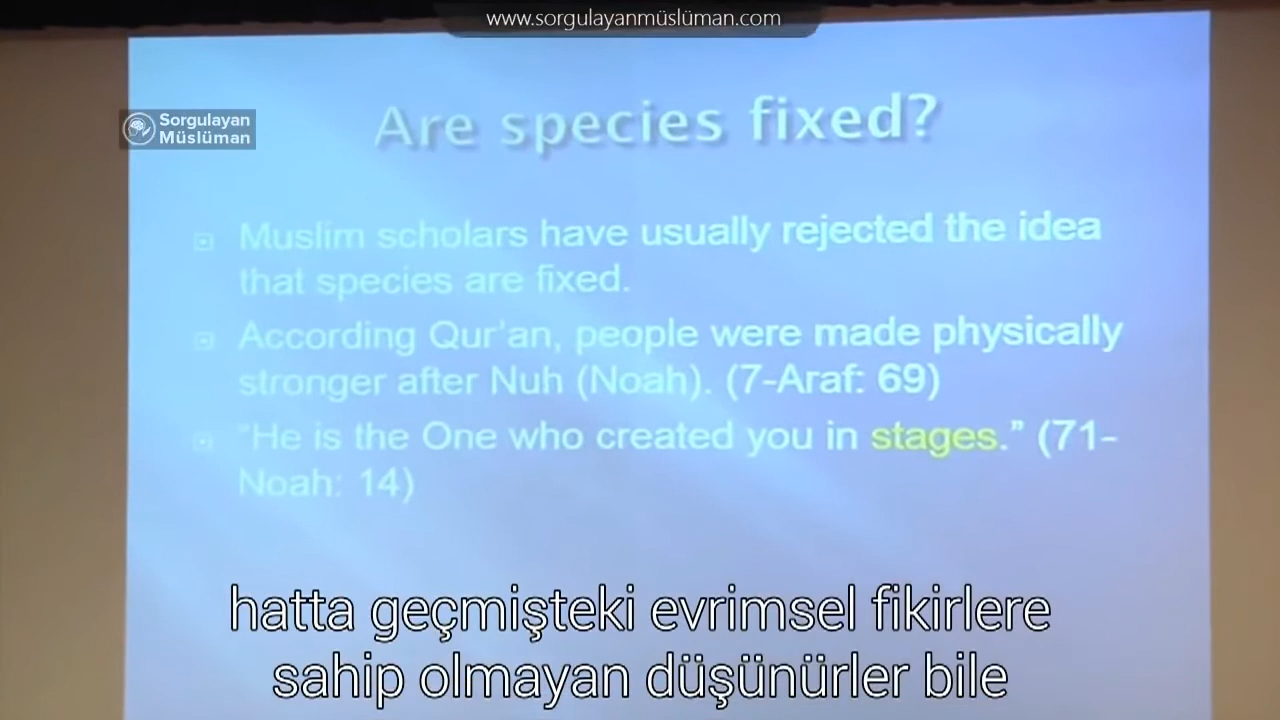 www.sorgulayanmüslüman.com
Sorgulayan
Müslüman
Are species fixed?
Muslim scholars have usually rejected the idea
that species are fixed.
According Qur'an, people were made physically
stronger after Nuh (Noah). (7-Araf: 69)
"He is the One who created you in stages." (71-
Noah: 14)
hatta geçmişteki evrimsel fikirlere
sahip olmayan düşünürler bile